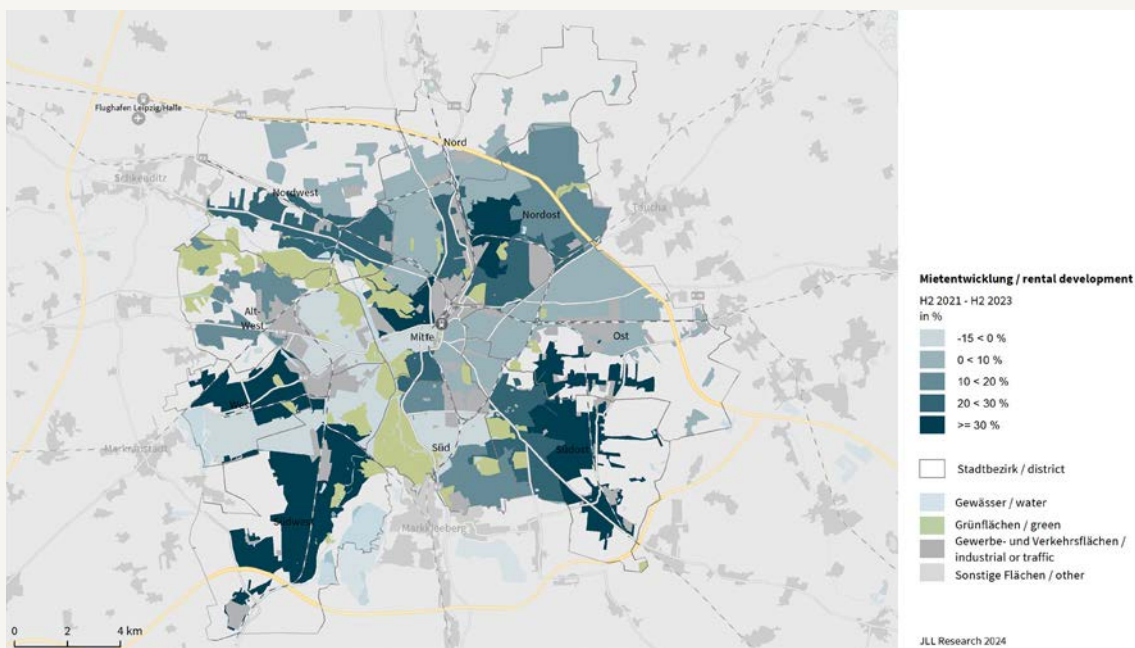 Flughafen Leipzig/Halle
Nord
Schkeuditz
Nordwest
Nordost
Taucha
Alt-
West
Mitte
Ost
West
Markranstädt
Süd
Südost
Südwest
Markkleeberg
0 2 4 km
Mietentwicklung / rental development
H2 2021 - H2 2023
in %
-15 < 0 %
0 < 10 %
10 < 20 %
20 < 30 %
>= 30 %
Stadtbezirk / district
Gewässer / water
Grünflächen / green
Gewerbe- und Verkehrsflächen /
industrial or traffic
Sonstige Flächen / other
JLL Research 2024